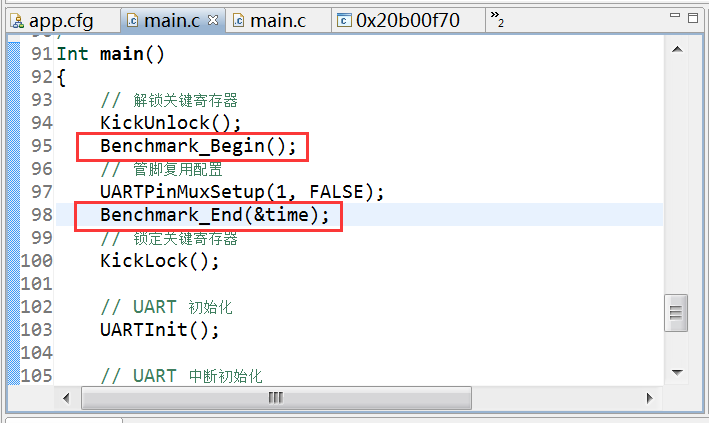 app.cfg main.c main.c 0x20b00f70 »2
91 Int main()
92 {
93 // 解锁关键寄存器
94 KickUnlock();
95 Benchmark_Begin();
96 // 管脚复用配置
97 UARTPinMuxSetup(1, FALSE);
98 Benchmark_End(&time);
99 // 锁定关键寄存器
100 KickLock();
101
102 // UART 初始化
103 UARTInit();
104
105 // UART 中断初始化